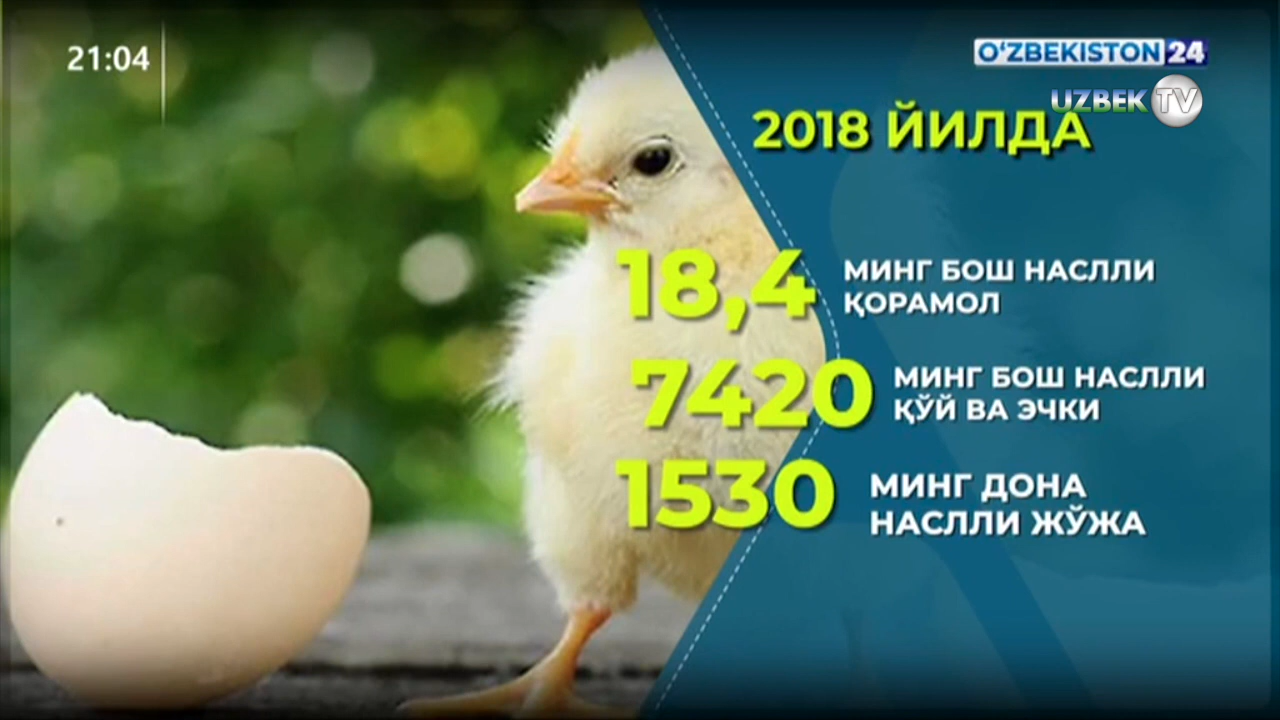 21:04
O'ZBEKISTON 24
UZBEK TV
2018 ЙИЛДА
18,4 МИНГ БОШ НАСЛЛИ
ҚОРАМОЛ
7420 МИНГ БОШ НАСЛЛИ
ҚЎЙ ВА ЭЧКИ
1530 МИНГ ДОНА
НАСЛЛИ ЖЎЖА